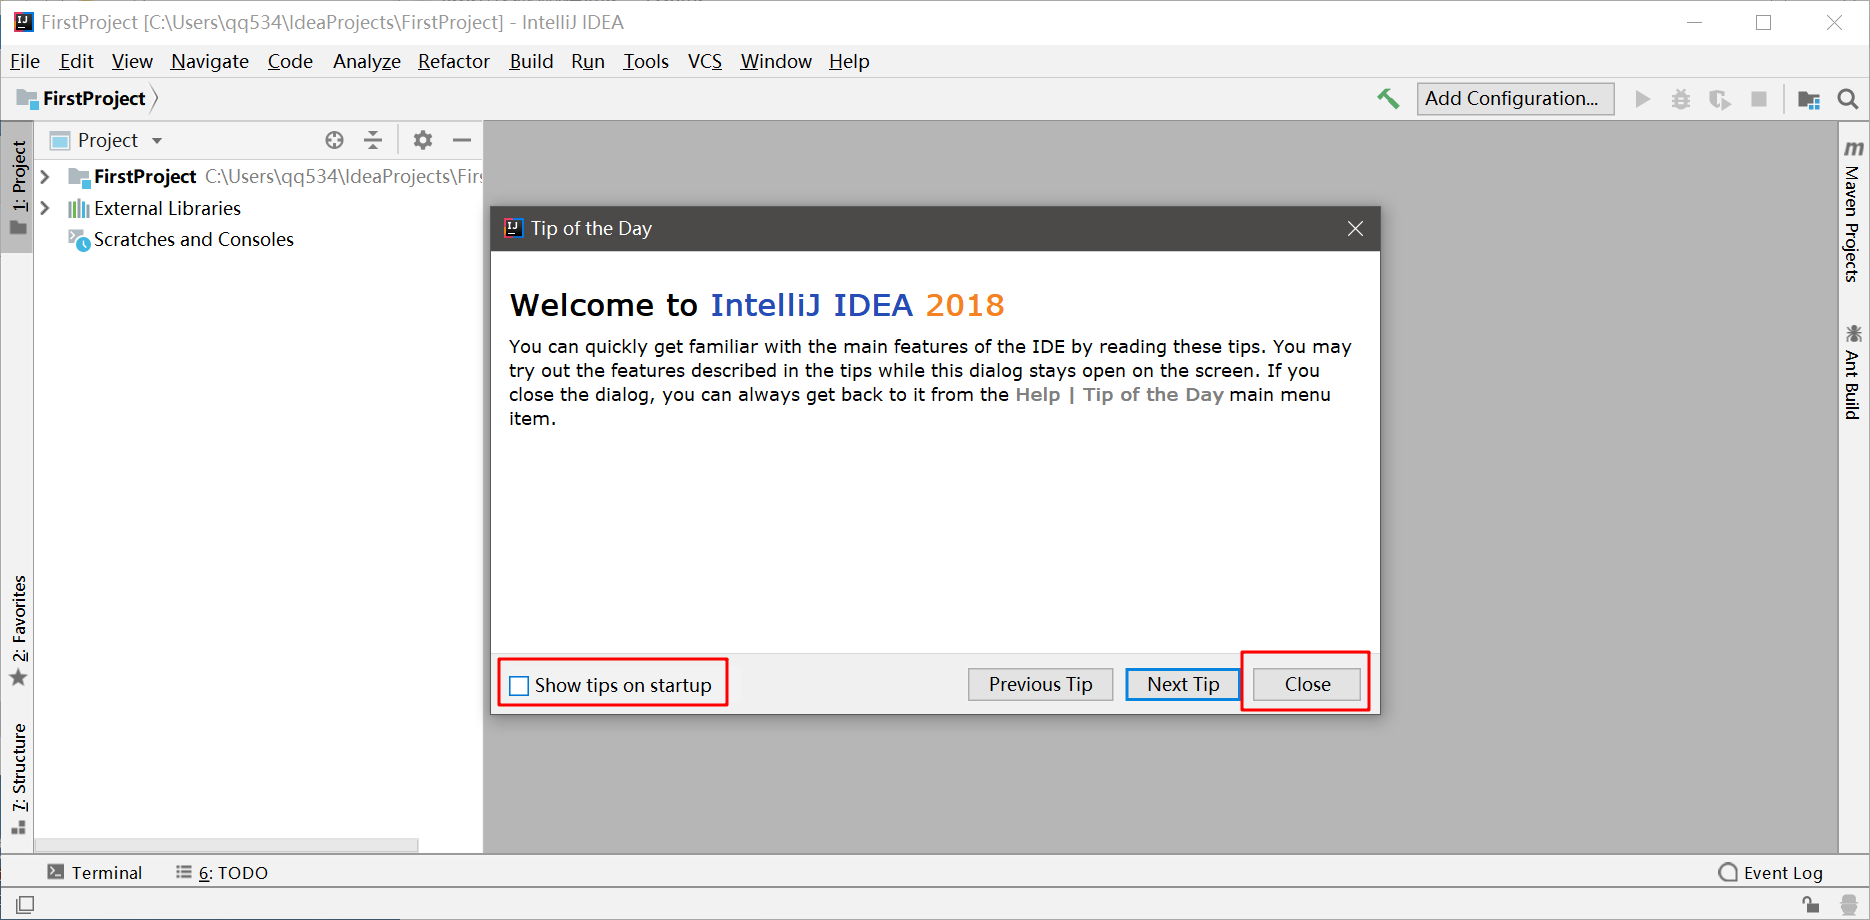 FirstProject [C:\Users\qq534\IdeaProjects\FirstProject] - IntelliJ IDEA
File Edit View Navigate Code Analyze Refactor Build Run Tools VCS Window Help
FirstProject
Add Configuration...
1: Project
Project
FirstProject C:\Users\qq534\IdeaProjects\Firs
External Libraries
Scratches and Consoles
2: Favorites
7: Structure
Tip of the Day
Welcome to IntelliJ IDEA 2018
You can quickly get familiar with the main features of the IDE by reading these tips. You may
try out the features described in the tips while this dialog stays open on the screen. If you
close the dialog, you can always get back to it from the Help | Tip of the Day main menu
item.
Show tips on startup
Previous Tip
Next Tip
Close
m Maven Projects
Ant Build
Terminal
6: TODO
Event Log